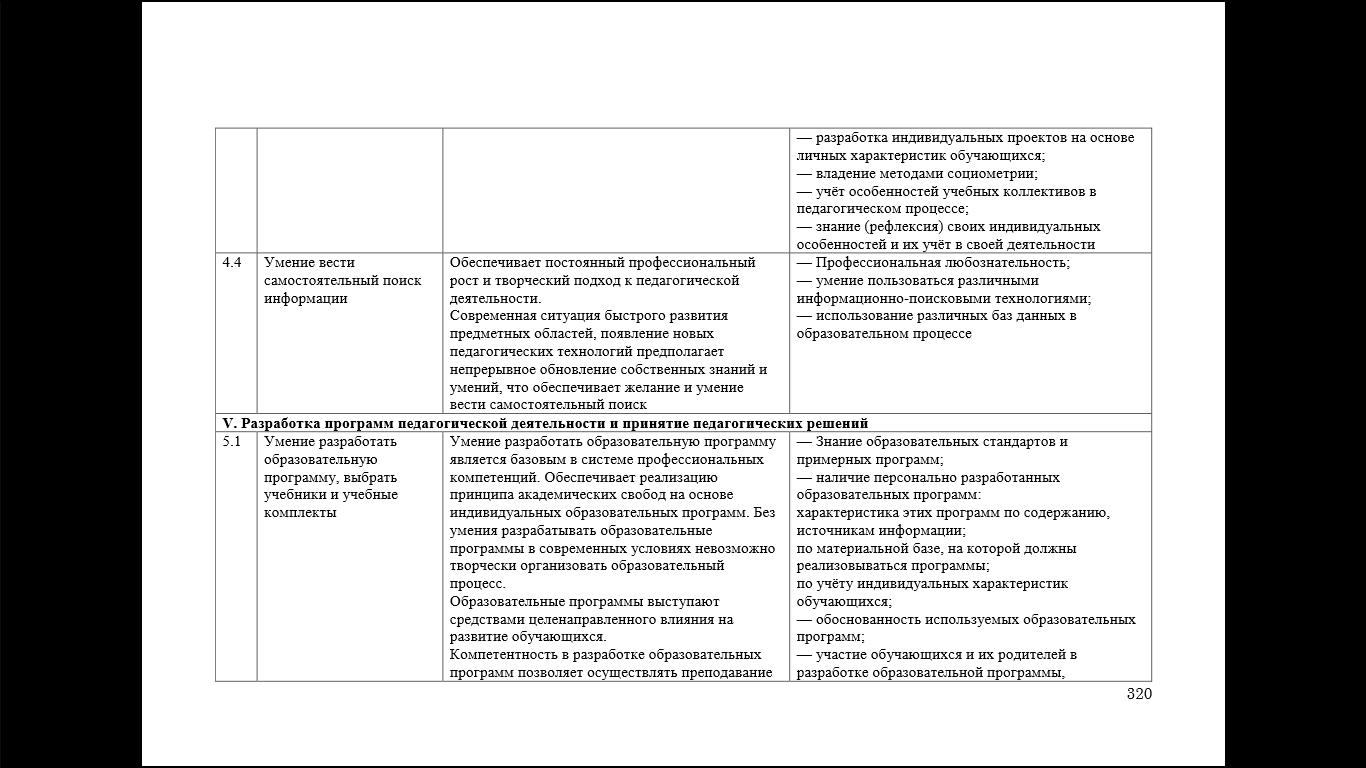 — разработка индивидуальных проектов на основе
личных характеристик обучающихся;
— владение методами социометрии;
— учёт особенностей учебных коллективов в
педагогическом процессе;
— знание (рефлексия) своих индивидуальных
особенностей и их учёт в своей деятельности
4.4
Умение вести
самостоятельный поиск
информации
Обеспечивает постоянный профессиональный
рост и творческий подход к педагогической
деятельности.
Современная ситуация быстрого развития
предметных областей, появление новых
педагогических технологий предполагает
непрерывное обновление собственных знаний и
умений, что обеспечивает желание и умение
вести самостоятельный поиск
— Профессиональная любознательность;
— умение пользоваться различными
информационно-поисковыми технологиями;
— использование различных баз данных в
образовательном процессе
V. Разработка программ педагогической деятельности и принятие педагогических решений
5.1
Умение разработать
образовательную
программу, выбрать
учебники и учебные
комплекты
Умение разработать образовательную программу
является базовым в системе профессиональных
компетенций. Обеспечивает реализацию
принципа академических свобод на основе
индивидуальных образовательных программ. Без
умения разрабатывать образовательные
программы в современных условиях невозможно
творчески организовать образовательный
процесс.
Образовательные программы выступают
средствами целенаправленного влияния на
развитие обучающихся.
Компетентность в разработке образовательных
программ позволяет осуществлять преподавание
— Знание образовательных стандартов и
примерных программ;
— наличие персонально разработанных
образовательных программ:
характеристика этих программ по содержанию,
источникам информации;
по материальной базе, на которой должны
реализовываться программы;
по учёту индивидуальных характеристик
обучающихся;
— обоснованность используемых образовательных
программ;
— участие обучающихся и их родителей в
разработке образовательной программы,
320